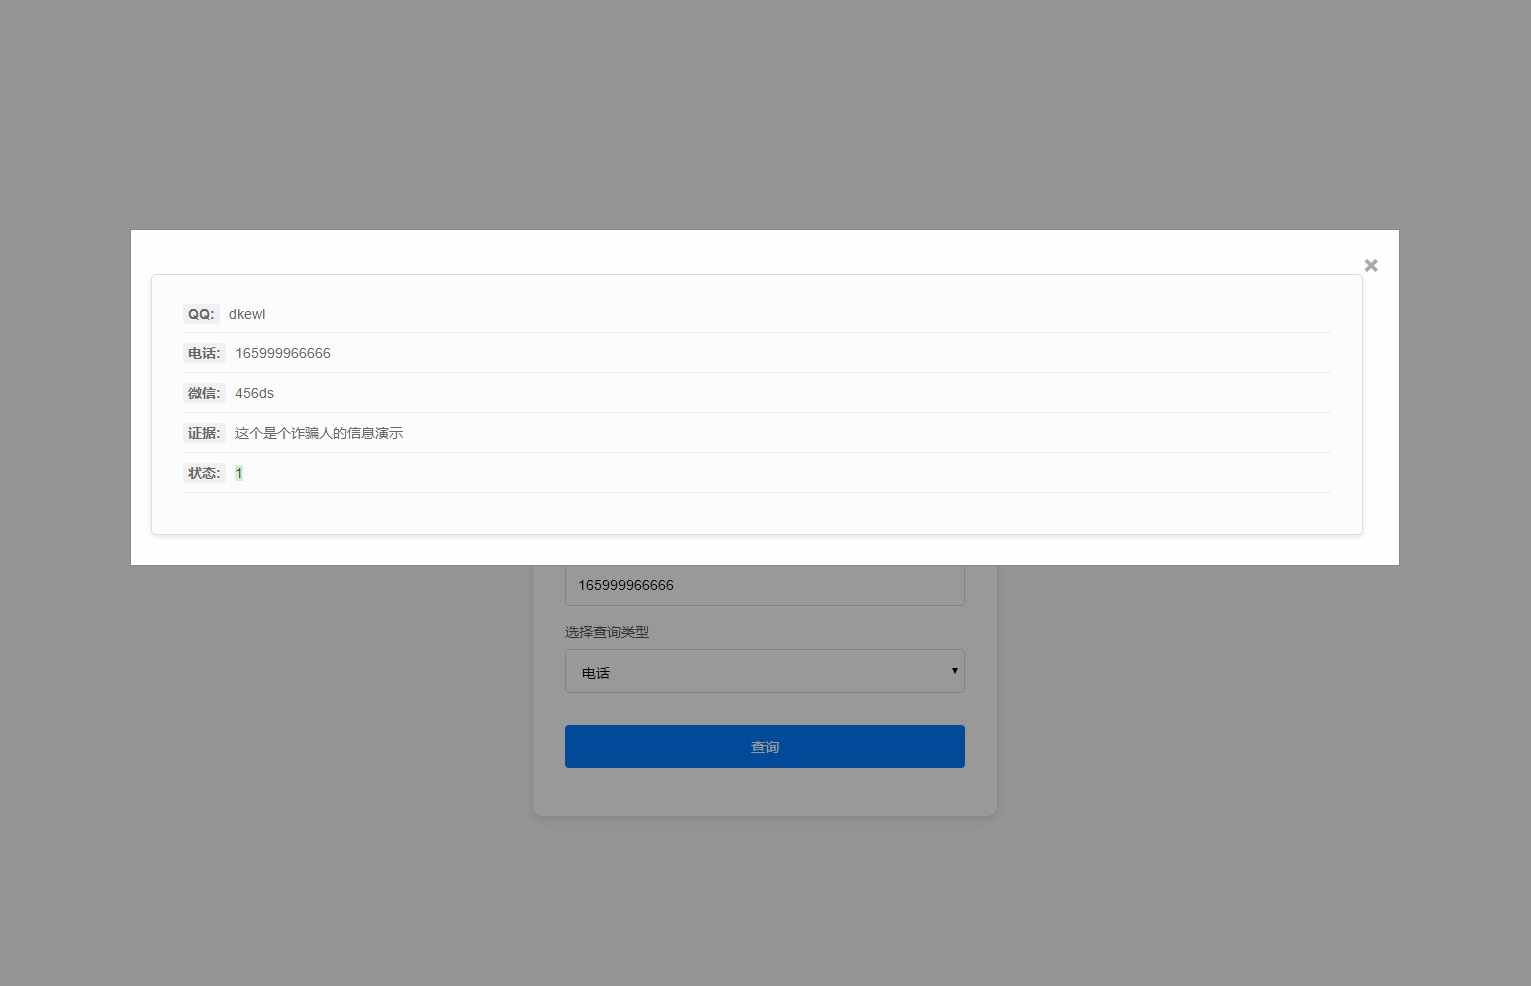 ×
QQ: dkewl
电话: 165999966666
微信: 456ds
证据: 这个是个诈骗人的信息演示
状态: 1
165999966666
选择查询类型
电话
查询